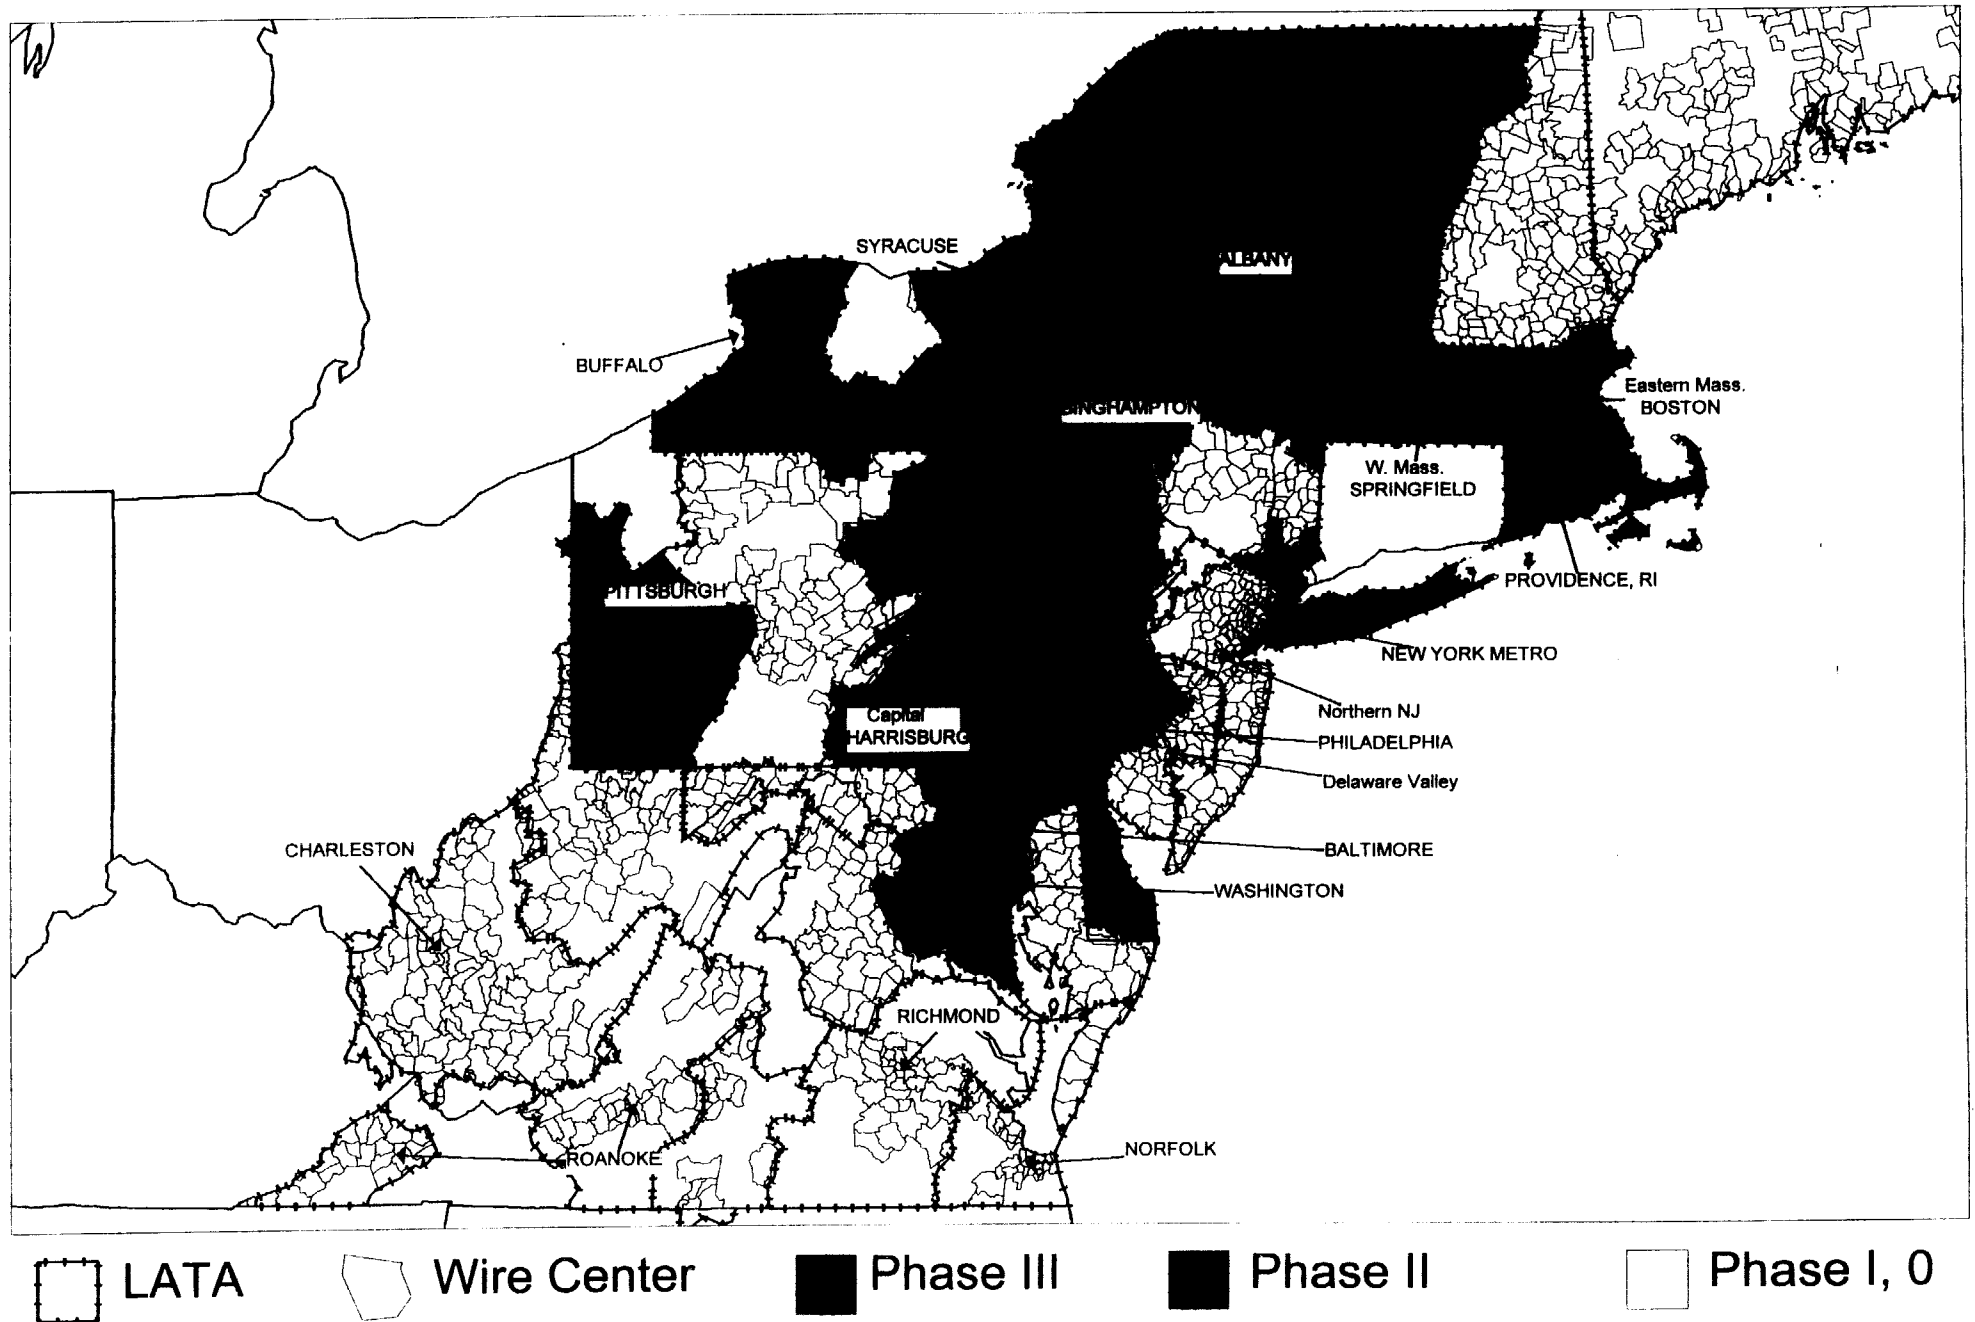 SYRACUSE
ALBANY
BUFFALO
Eastern Mass.
BOSTON
BINGHAMPTON
W. Mass.
SPRINGFIELD
PROVIDENCE, RI
PITTSBURGH
NEW YORK METRO
Northern NJ
Capital
HARRISBURG
PHILADELPHIA
Delaware Valley
CHARLESTON
BALTIMORE
WASHINGTON
RICHMOND
NORFOLK
ROANOKE
LATA
Wire Center
Phase III
Phase II
Phase I, 0